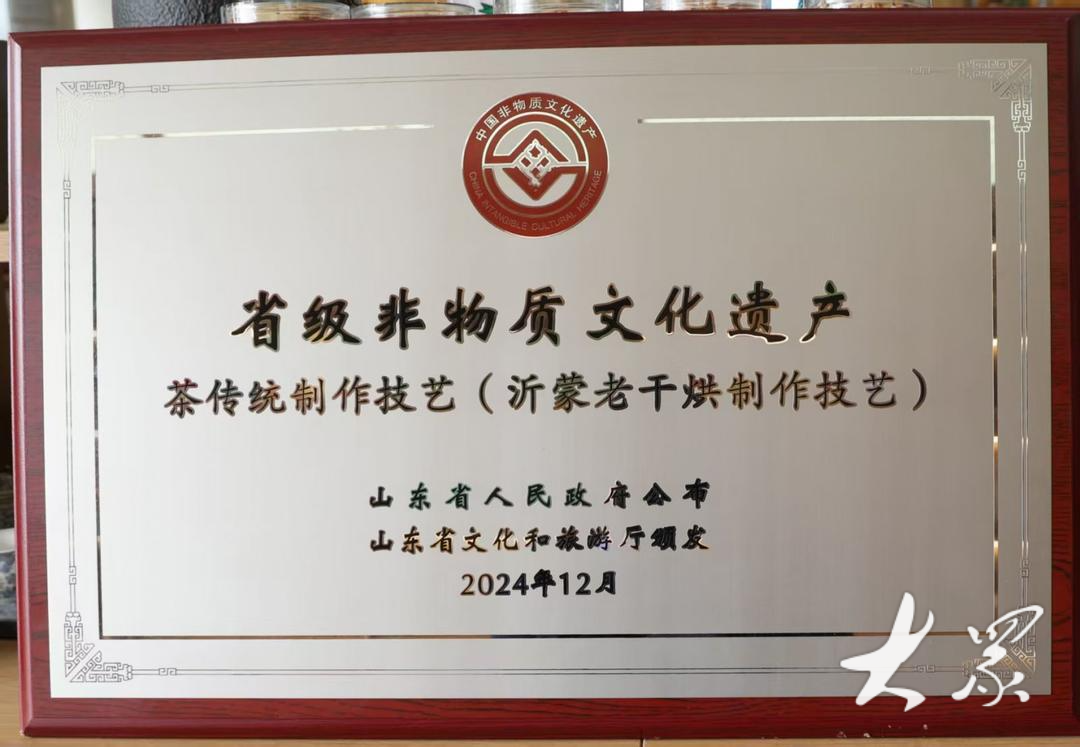 中国非物质文化遗产
CHINA INTANGIBLE CULTURAL HERITAGE
省级非物质文化遗产
茶传统制作技艺（沂蒙老干烘制作技艺）
山东省人民政府公布
山东省文化和旅游厅颁发
2024年12月
大众